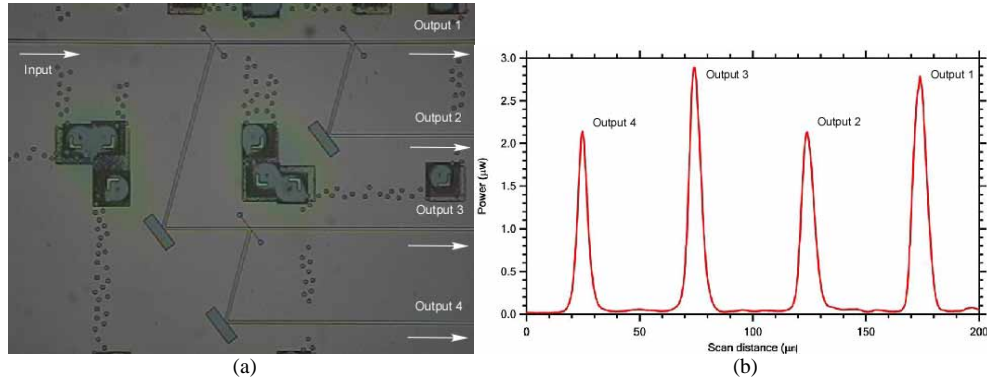 Output 1
Input
Output 2
Output 3
Output 4
(a)
3.0
2.5
2.0
1.5
1.0
0.5
0.0
Power (μW)
Output 4
Output 3
Output 2
Output 1
0
50
100
150
200
Scan distance (μm)
(b)